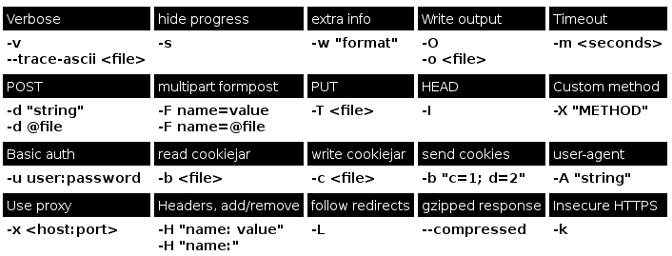 Verbose hide progress extra info Write output Timeout
-v -s -w "format" -O -m <seconds>
--trace-ascii <file> -o <file>
POST multipart formpost PUT HEAD Custom method
-d "string" -F name=value -T <file> -I -X "METHOD"
-d @file -F name=@file
Basic auth read cookiejar write cookiejar send cookies user-agent
-u user:password -b <file> -c <file> -b "c=1; d=2" -A "string"
Use proxy Headers, add/remove follow redirects gzipped response Insecure HTTPS
-x <host:port> -H "name: value" -L --compressed -k
-H "name:"